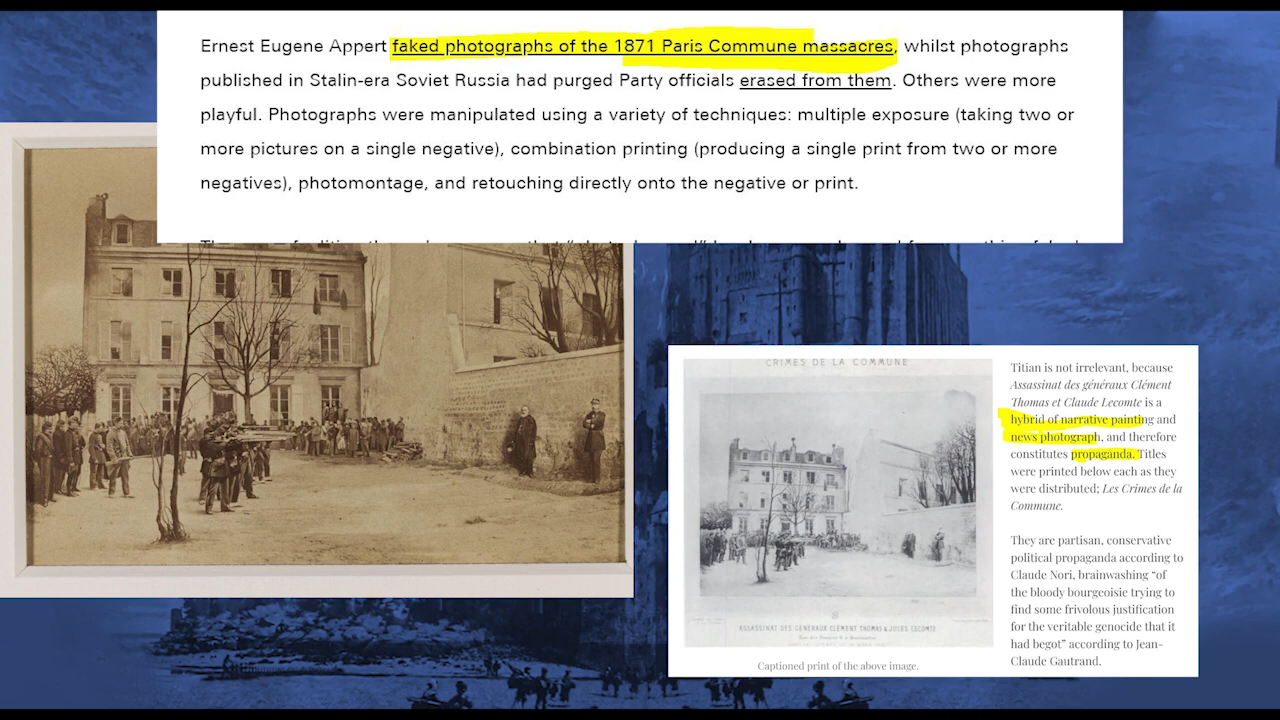 Ernest Eugene Appert faked photographs of the 1871 Paris Commune massacres, whilst photographs
published in Stalin-era Soviet Russia had purged Party officials erased from them. Others were more
playful. Photographs were manipulated using a variety of techniques: multiple exposure (taking two or
more pictures on a single negative), combination printing (producing a single print from two or more
negatives), photomontage, and retouching directly onto the negative or print.
CRIMES DE LA COMMUNE
ASSASSINAT DES GÉNÉRAUX CLEMENT THOMAS & JULES LECOMTE
Captioned print of the above image.
Titian is not irrelevant, because
Assassinat des généraux Clément
Thomas et Claude Lecomte is a
hybrid of narrative painting and
news photograph, and therefore
constitutes propaganda. Titles
were printed below each as they
were distributed; Les Crimes de la
Commune.
They are partisan, conservative
political propaganda according to
Claude Nori, brainwashing “of
the bloody bourgeoisie trying to
find some frivolous justification
for the veritable genocide that it
had begot” according to Jean-
Claude Gautrand.